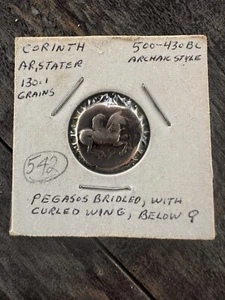 CORINTH
500-430 BC
AR, STATER
ARCHAIC STYLE
130.1
GRAINS
542
PEGASOS BRIDLED, WITH
CURLED WING, BELOW Ϙ